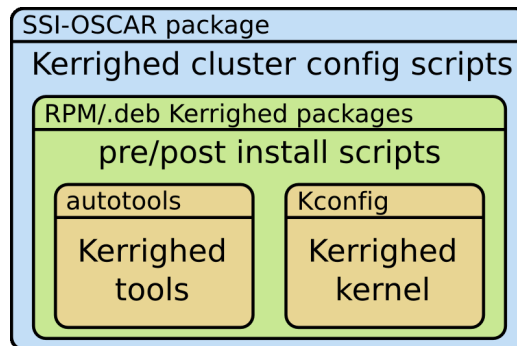 SSI-OSCAR package
Kerrighed cluster config scripts
RPM/.deb Kerrighed packages
pre/post install scripts
autotools
Kerrighed
tools
Kconfig
Kerrighed
kernel